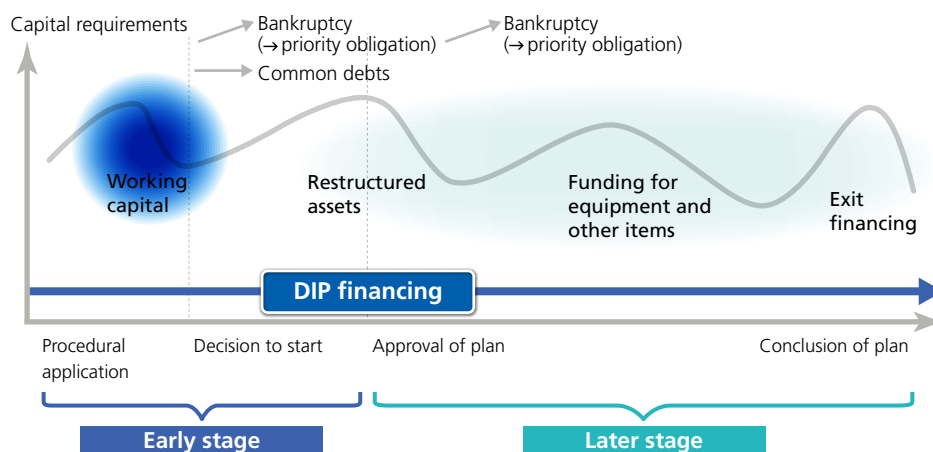 Capital requirements
Bankruptcy
(→ priority obligation)
Bankruptcy
(→ priority obligation)
Common debts
Working
capital
Restructured
assets
Funding for
equipment and
other items
Exit
financing
DIP financing
Procedural
application
Decision to start
Approval of plan
Conclusion of plan
Early stage
Later stage